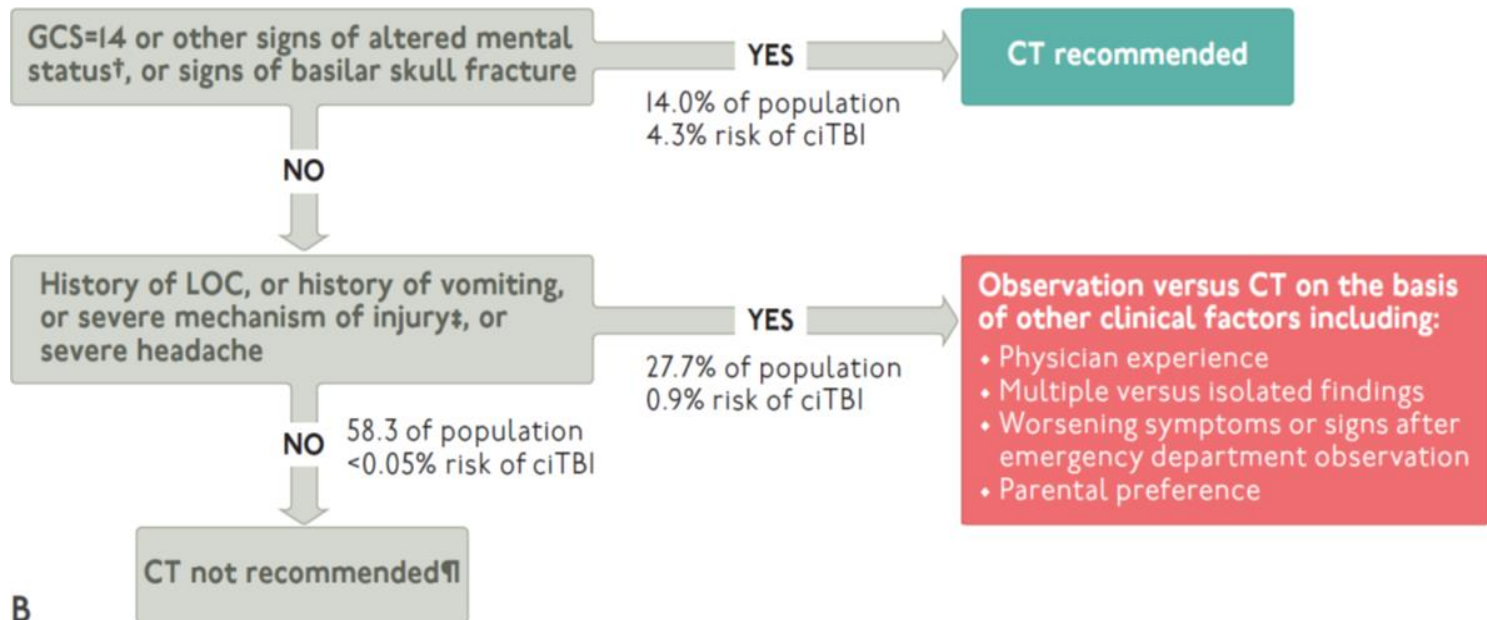 GCS=14 or other signs of altered mental
status†, or signs of basilar skull fracture
YES
14.0% of population
4.3% risk of ciTBI
CT recommended
NO
History of LOC, or history of vomiting,
or severe mechanism of injury‡, or
severe headache
YES
27.7% of population
0.9% risk of ciTBI
Observation versus CT on the basis
of other clinical factors including:
• Physician experience
• Multiple versus isolated findings
• Worsening symptoms or signs after
emergency department observation
• Parental preference
NO
58.3 of population
<0.05% risk of ciTBI
CT not recommended¶
B